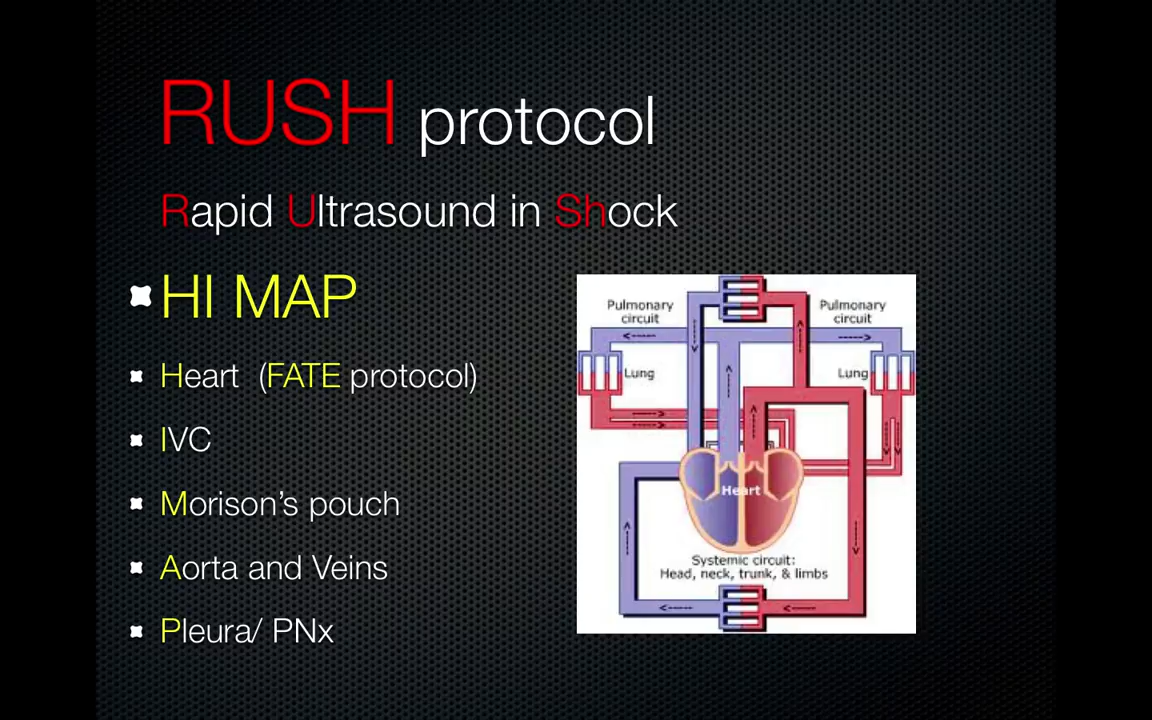 RUSH protocol
Rapid Ultrasound in Shock
HI MAP
Heart (FATE protocol)
IVC
Morison's pouch
Aorta and Veins
Pleura/ PNx
Pulmonary
circuit
Pulmonary
circuit
Lung
Lung
Heart
Systemic circuit:
Head, neck, trunk, & limbs